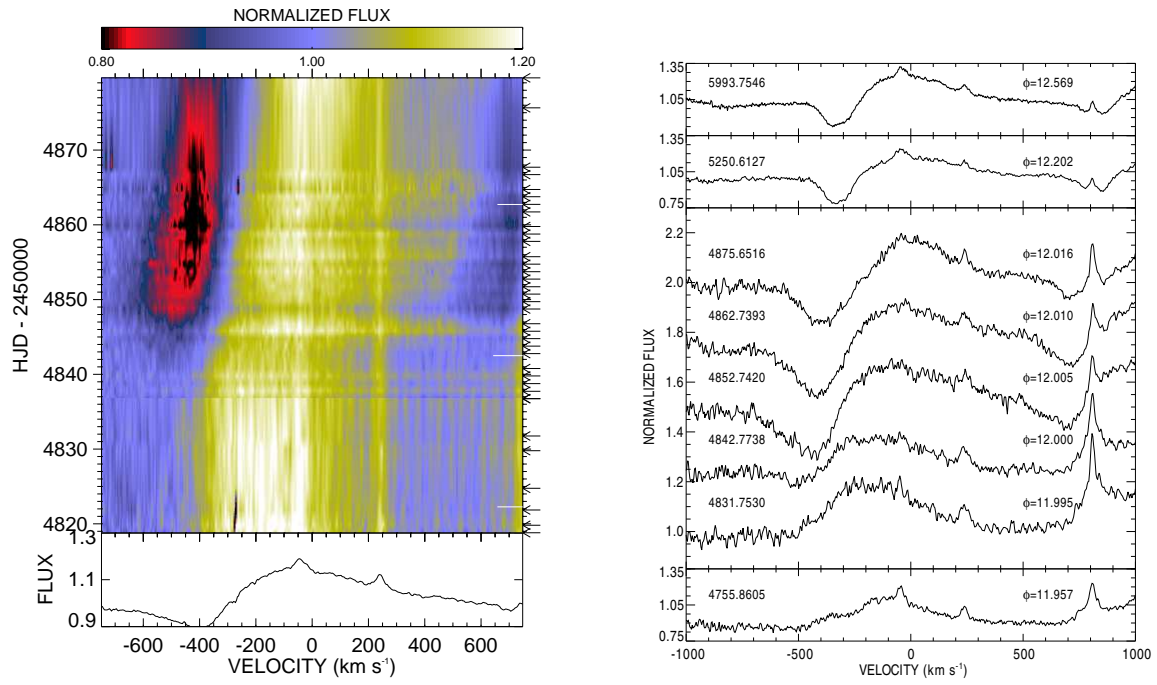 NORMALIZED FLUX
0.80 1.00 1.20
4870
4860
4850
4840
4830
4820
HJD - 2450000
1.3
1.1
0.9
FLUX
-600 -400 -200 0 200 400 600
VELOCITY (km s-1)
1.35
5993.7546 φ=12.569
1.05
1.35
5250.6127 φ=12.202
1.05
0.75
2.2
4875.6516 φ=12.016
2.0
4862.7393 φ=12.010
1.8
4852.7420 φ=12.005
1.6
4842.7738 φ=12.000
1.4
4831.7530 φ=11.995
1.2
1.0
NORMALIZED FLUX
1.35
4755.8605 φ=11.957
1.05
0.75
-1000 -500 0 500 1000
VELOCITY (km s-1)